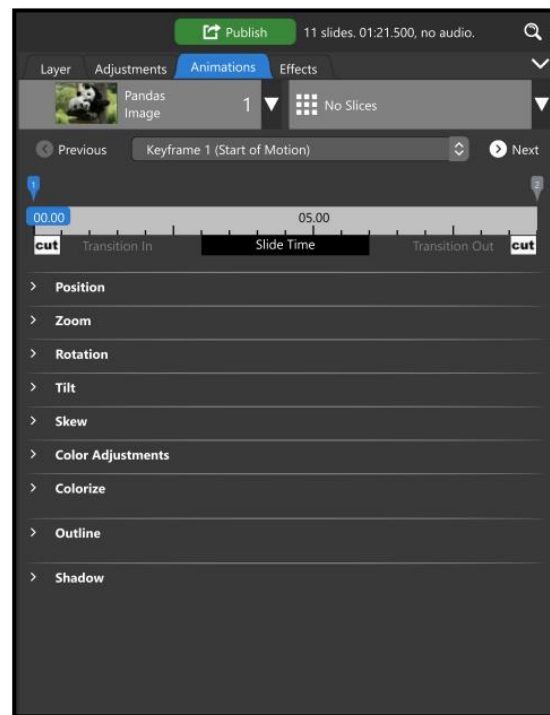 Publish 11 slides. 01:21.500, no audio.
Layer Adjustments Animations Effects
Pandas
Image
1
No Slices
Previous Keyframe 1 (Start of Motion) Next
1 2
00.00 05.00
cut Transition In Slide Time Transition Out cut
Position
Zoom
Rotation
Tilt
Skew
Color Adjustments
Colorize
Outline
Shadow